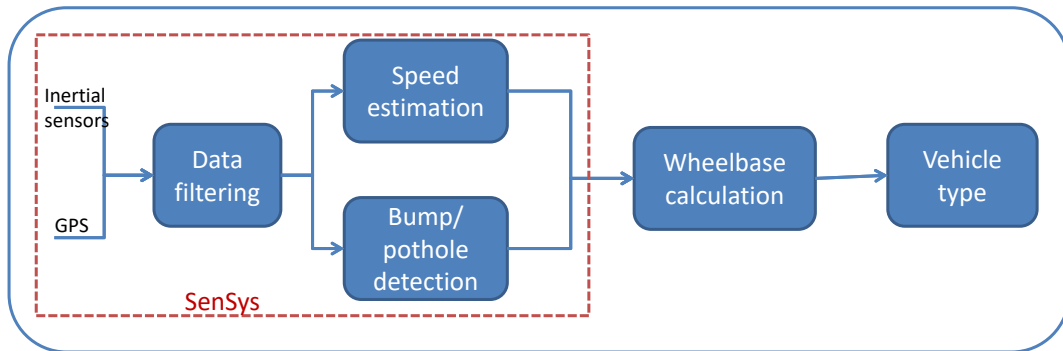 Inertial
sensors
GPS
Data
filtering
Speed
estimation
Bump/
pothole
detection
SenSys
Wheelbase
calculation
Vehicle
type